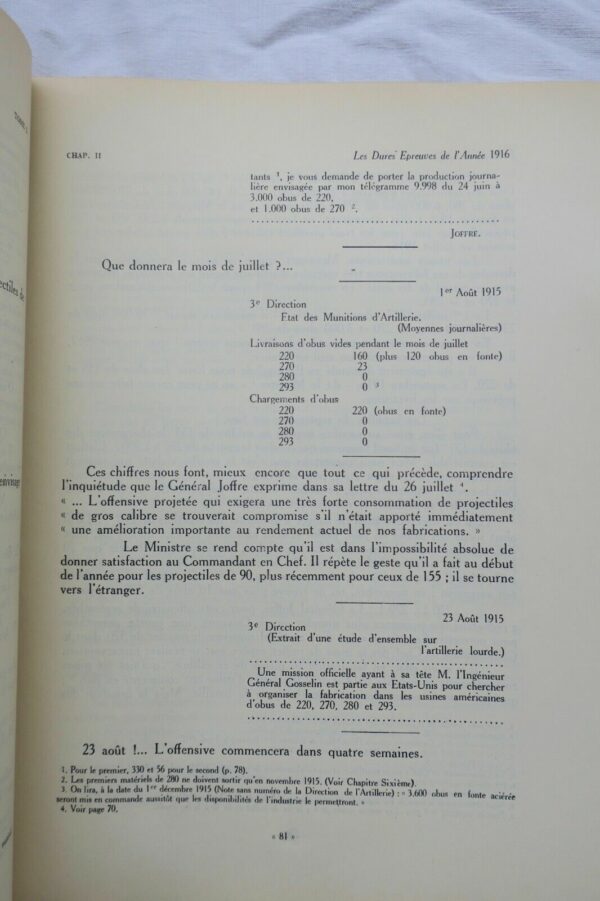 CHAP. II
Les Dures Epreuves de l'Année 1916
tants ¹, je vous demande de porter la production journa-
lière envisagée par mon télégramme 9.998 du 24 juin à
3.000 obus de 220,
et 1.000 obus de 270 ².
JOFFRE.
Que donnera le mois de juillet ?...
1er Août 1915
3e Direction
Etat des Munitions d'Artillerie.
(Moyennes journalières)
Livraisons d'obus vides pendant le mois de juillet
220 160 (plus 120 obus en fonte)
270 23
280 0
293 0 ³
Chargements d'obus
220 220 (obus en fonte)
270 0
280 0
293 0
Ces chiffres nous font, mieux encore que tout ce qui précède, comprendre
l'inquiétude que le Général Joffre exprime dans sa lettre du 26 juillet ⁴.
« ... L'offensive projetée qui exigera une très forte consommation de projectiles
« de gros calibre se trouverait compromise s'il n'était apporté immédiatement
« une amélioration importante au rendement actuel de nos fabrications. »
Le Ministre se rend compte qu'il est dans l'impossibilité absolue de
donner satisfaction au Commandant en Chef. Il répète le geste qu'il a fait au début
de l'année pour les projectiles de 90, plus récemment pour ceux de 155 ; il se tourne
vers l'étranger.
23 Août 1915
3e Direction
(Extrait d'une étude d'ensemble sur
l'artillerie lourde.)
Une mission officielle ayant à sa tête M. l'Ingénieur
Général Gosselin est partie aux Etats-Unis pour chercher
à organiser la fabrication dans les usines américaines
d'obus de 220, 270, 280 et 293.
23 août !... L'offensive commencera dans quatre semaines.
1. Pour le premier, 330 et 56 pour le second (p. 78).
2. Les premiers matériels de 280 ne doivent sortir qu'en novembre 1915. (Voir Chapitre Sixième).
3. On lira, à la date du 1er décembre 1915 (Note sans numéro de la Direction de l'Artillerie) : « 3.600 obus en fonte aciérée
seront mis en commande aussitôt que les disponibilités de l'industrie le permettront. »
4. Voir page 70.
« 81 »